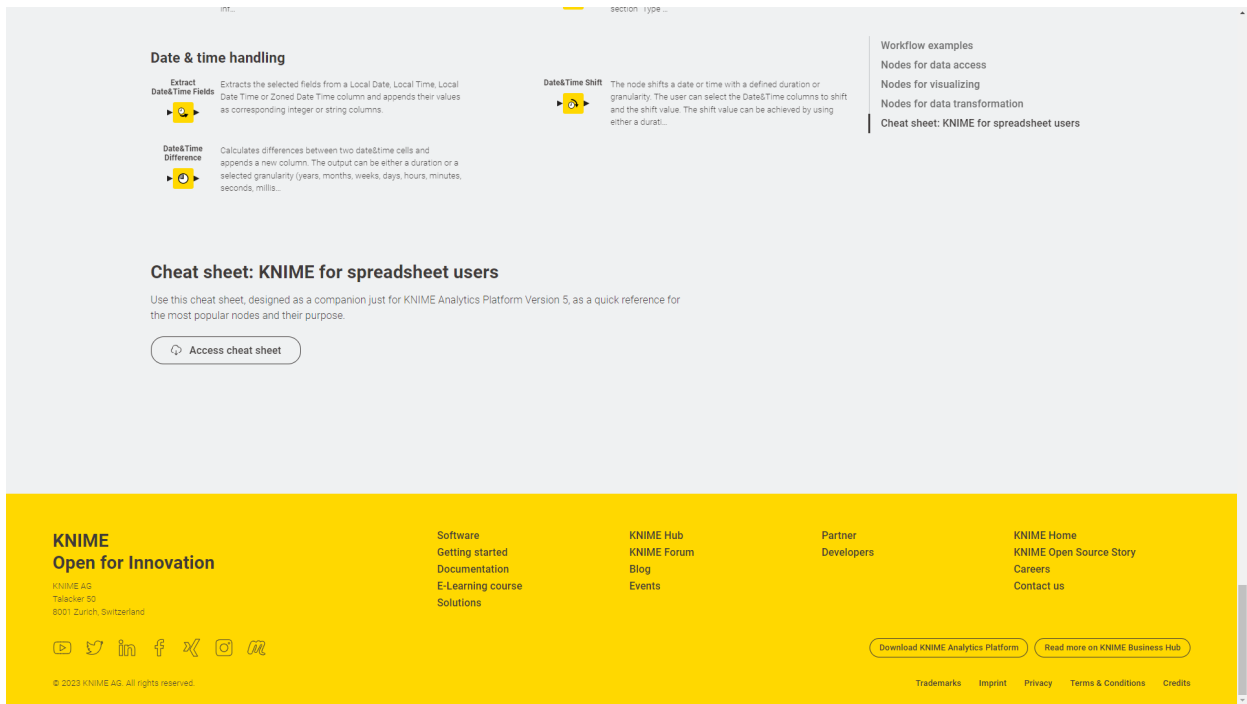 inf...
section "Type ...
Date & time handling
Extract
Date&Time Fields
Extracts the selected fields from a Local Date, Local Time, Local
Date Time or Zoned Date Time column and appends their values
as corresponding integer or string columns.
Date&Time Shift
The node shifts a date or time with a defined duration or
granularity. The user can select the Date&Time columns to shift
and the shift value. The shift value can be achieved by using
either a durati...
Date&Time
Difference
Calculates differences between two date&time cells and
appends a new column. The output can be either a duration or a
selected granularity (years, months, weeks, days, hours, minutes,
seconds, millis...
Workflow examples
Nodes for data access
Nodes for visualizing
Nodes for data transformation
Cheat sheet: KNIME for spreadsheet users
Cheat sheet: KNIME for spreadsheet users
Use this cheat sheet, designed as a companion just for KNIME Analytics Platform Version 5, as a quick reference for
the most popular nodes and their purpose.
Access cheat sheet
KNIME
Open for Innovation
KNIME AG
Talacker 50
8001 Zurich, Switzerland
Software
Getting started
Documentation
E-Learning course
Solutions
KNIME Hub
KNIME Forum
Blog
Events
Partner
Developers
KNIME Home
KNIME Open Source Story
Careers
Contact us
Download KNIME Analytics Platform
Read more on KNIME Business Hub
© 2023 KNIME AG. All rights reserved.
Trademarks
Imprint
Privacy
Terms & Conditions
Credits